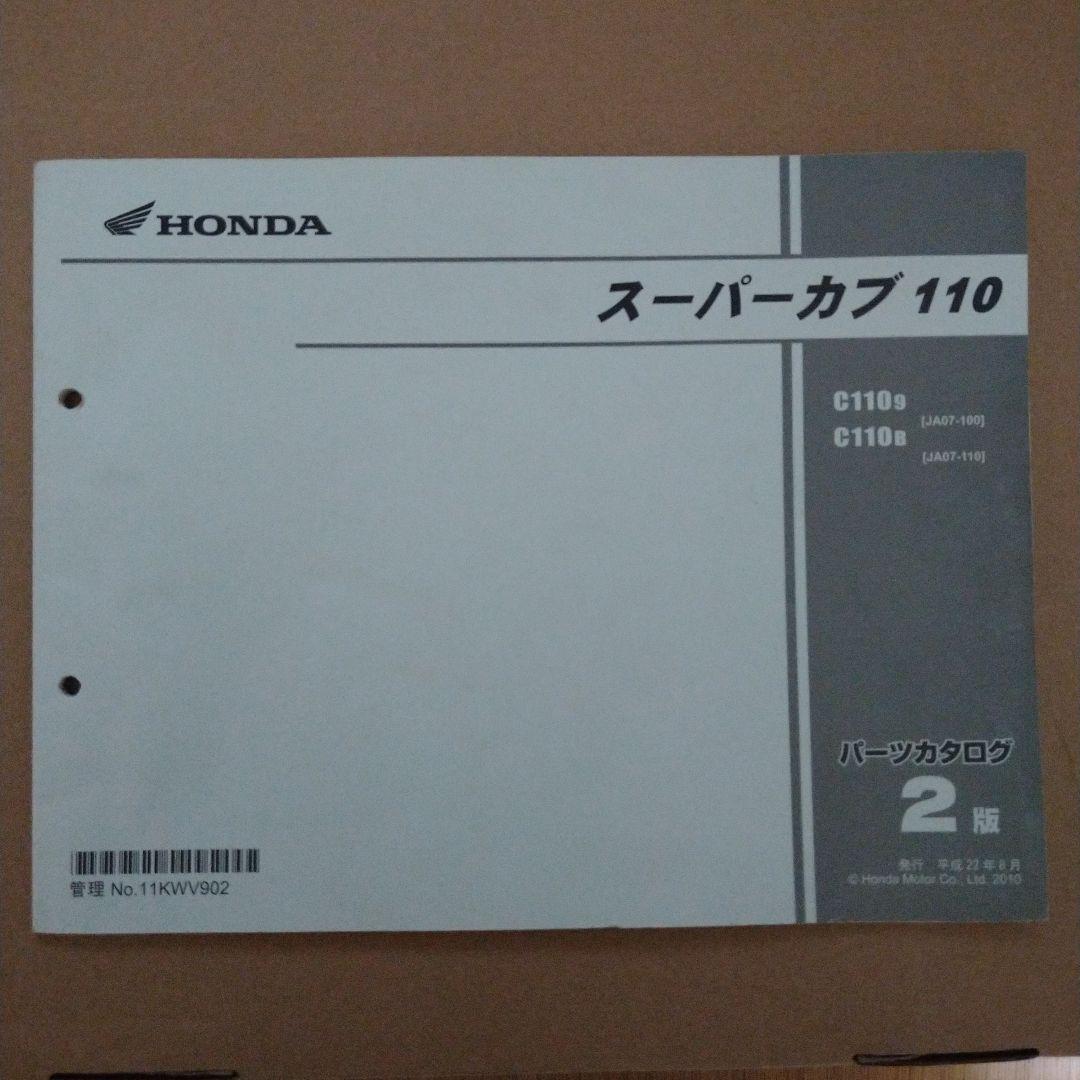 HONDA
スーパーカブ 110
C1109
[JA07-100]
C110B
[JA07-110]
パーツカタログ
2版
発行 平成22年8月
© Honda Motor Co., Ltd. 2010
管理 No.11KWV902